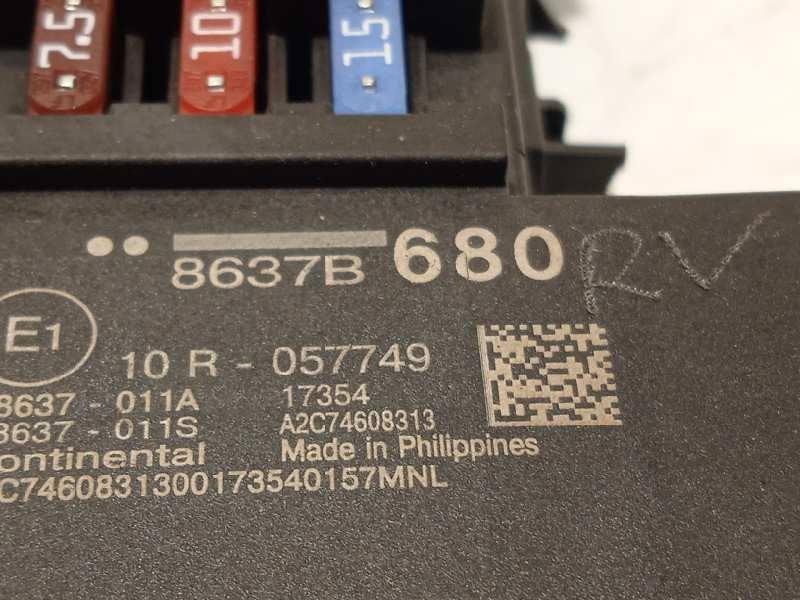 7.5 10 15
8637B 680 RV
E1
10 R - 057749
8637 - 011A 17354
8637 - 011S A2C74608313
ontinental Made in Philippines
C7460831300173540157MNL